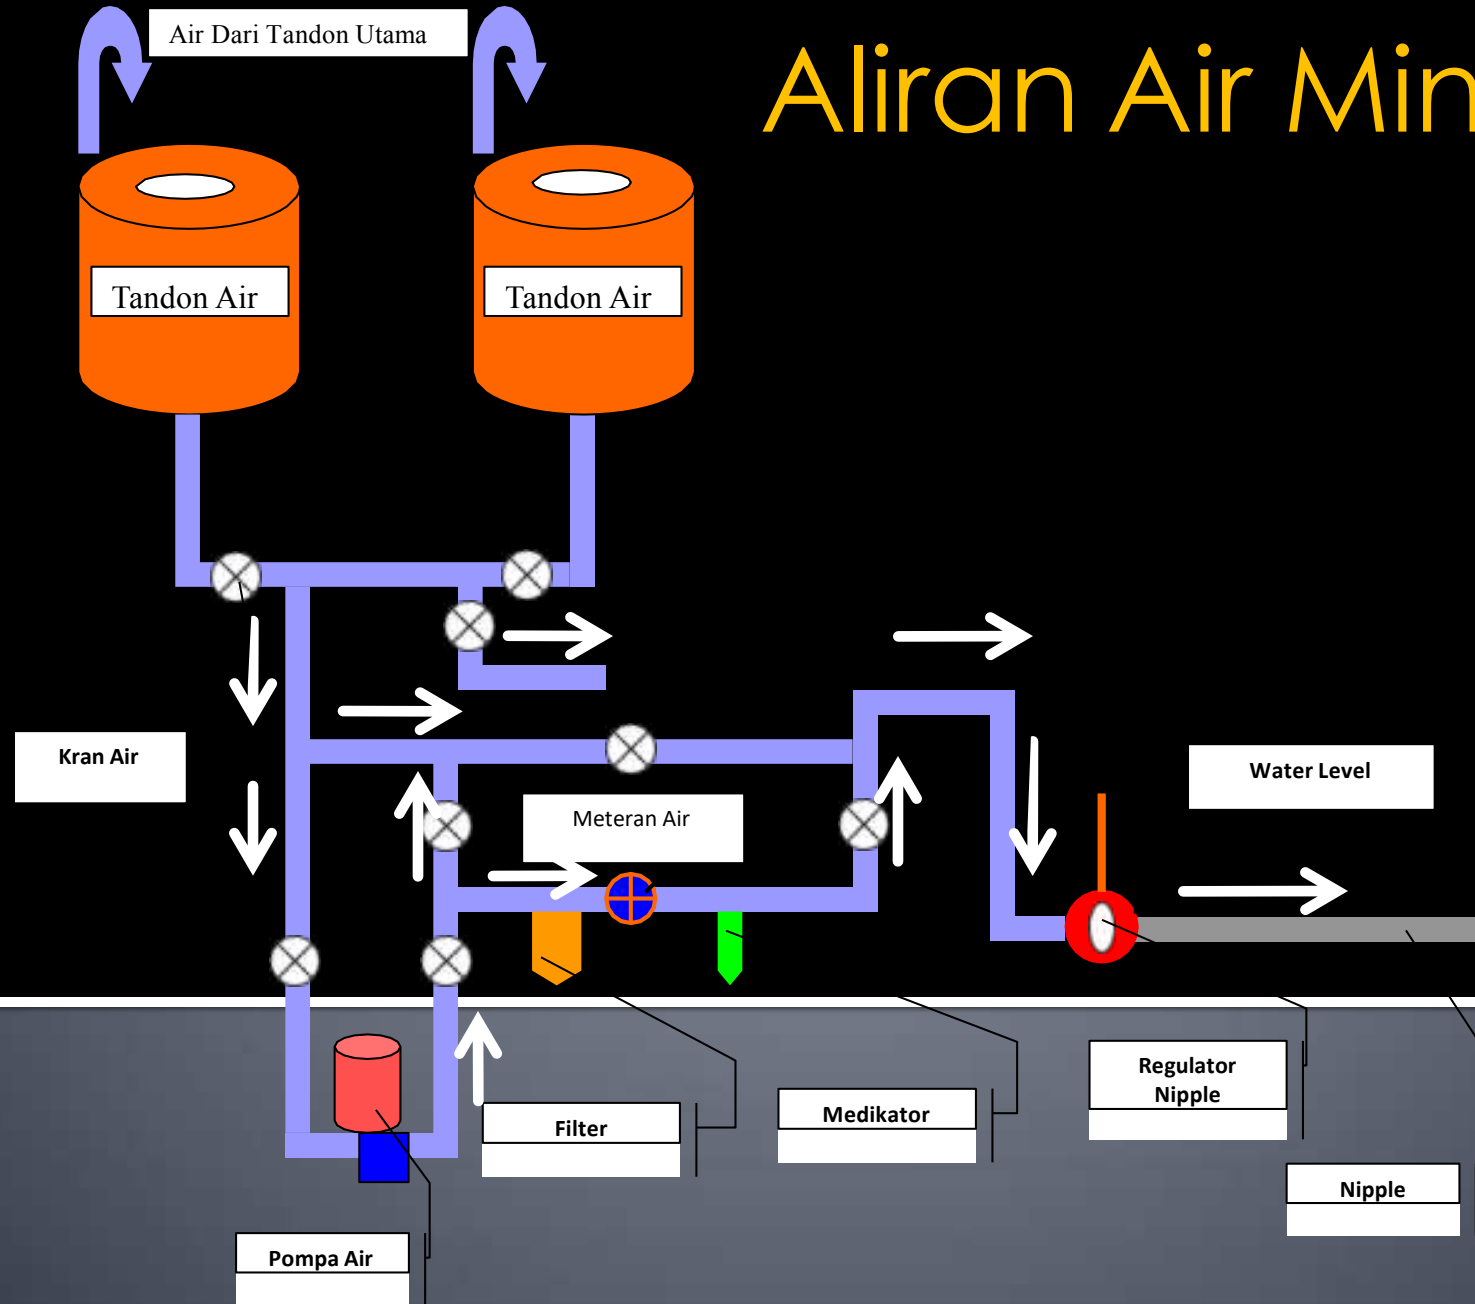 Air Dari Tandon Utama
Aliran Air Min
Tandon Air
Tandon Air
Kran Air
Water Level
Meteran Air
Regulator
Nipple
Filter
Medikator
Nipple
Pompa Air